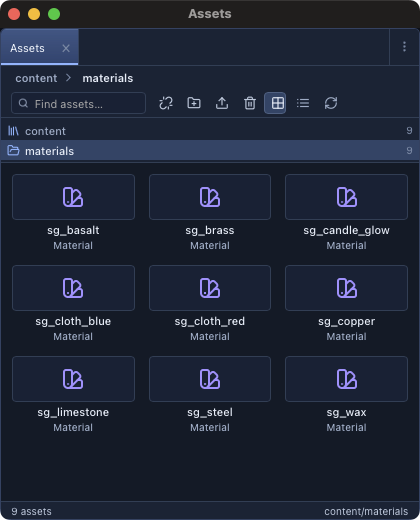 Assets
Assets
content > materials
Find assets...
content 9
materials 9
sg_basalt sg_brass sg_candle_glow
Material Material Material
sg_cloth_blue sg_cloth_red sg_copper
Material Material Material
sg_limestone sg_steel sg_wax
Material Material Material
9 assets content/materials